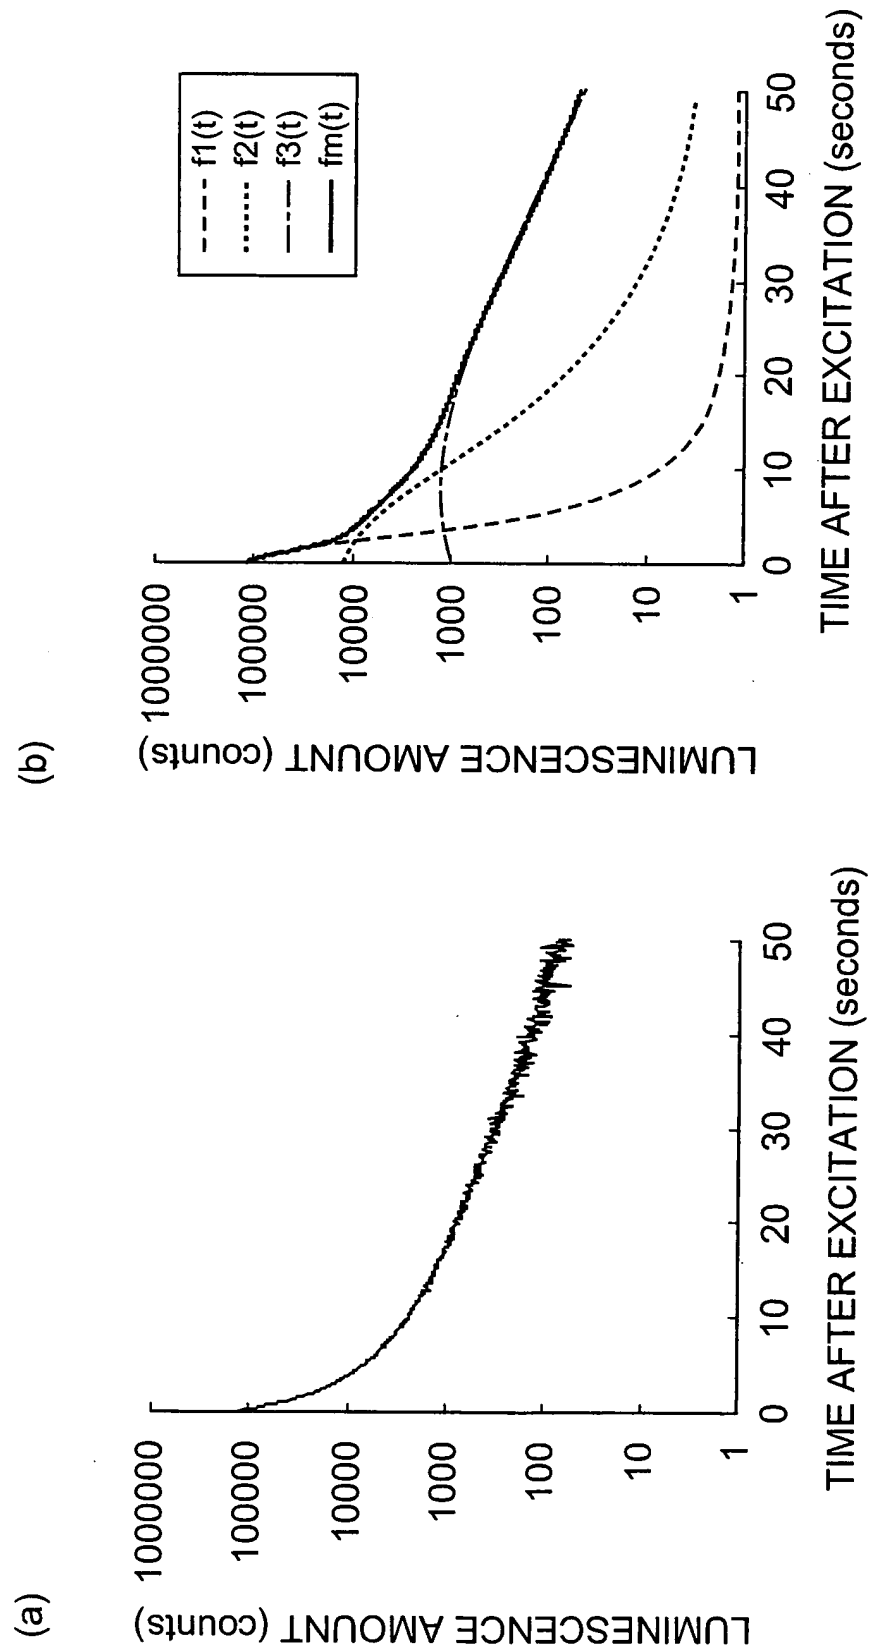 (a)
LUMINESCENCE AMOUNT (counts)
1000000
100000
10000
1000
100
10
1
0
10
20
30
40
50
TIME AFTER EXCITATION (seconds)
(b)
LUMINESCENCE AMOUNT (counts)
1000000
100000
10000
1000
100
10
1
0
10
20
30
40
50
TIME AFTER EXCITATION (seconds)
f1(t)
f2(t)
f3(t)
fm(t)